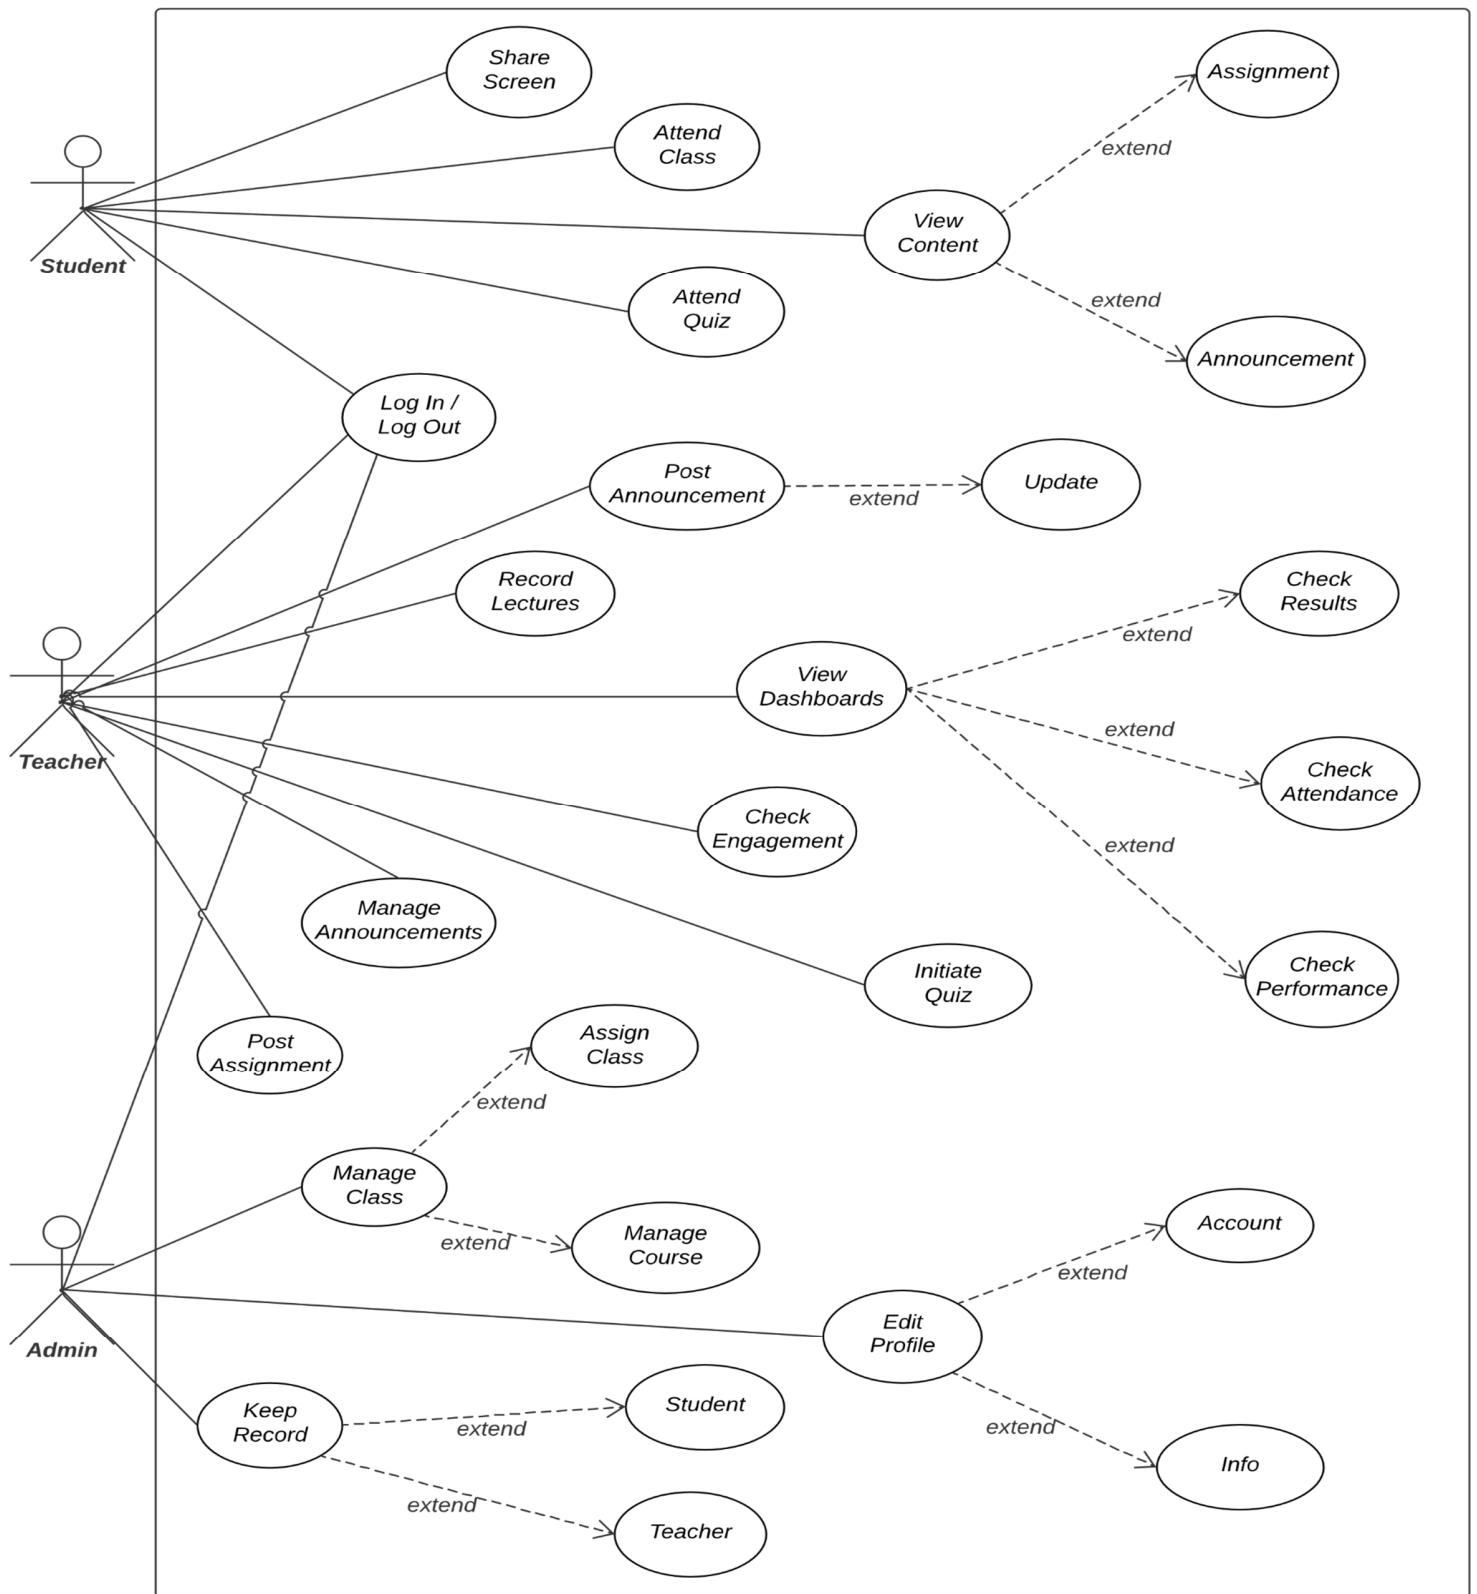 Share
Screen
Assignment
Attend
Class
extend
View
Content
Student
Attend
Quiz
extend
Announcement
Log In /
Log Out
Post
Announcement
extend
Update
Record
Lectures
Check
Results
extend
View
Dashboards
Teacher
extend
Check
Attendance
Check
Engagement
extend
Manage
Announcements
Initiate
Quiz
Check
Performance
Post
Assignment
Assign
Class
extend
Manage
Class
extend
Manage
Course
Account
extend
Edit
Profile
Admin
Keep
Record
extend
Student
extend
Info
extend
Teacher